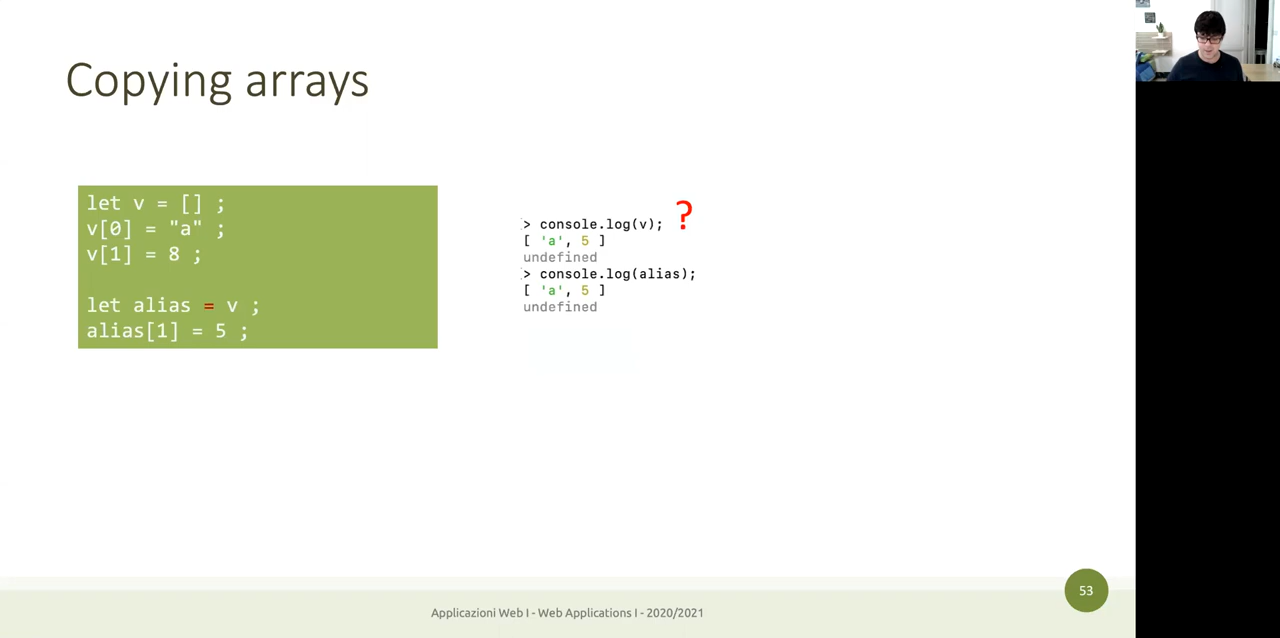 Copying arrays
let v = [] ;
v[0] = "a" ;
v[1] = 8 ;
let alias = v ;
alias[1] = 5 ;
?
> console.log(v);
[ 'a', 5 ]
undefined
> console.log(alias);
[ 'a', 5 ]
undefined
Applicazioni Web I - Web Applications I - 2020/2021
53